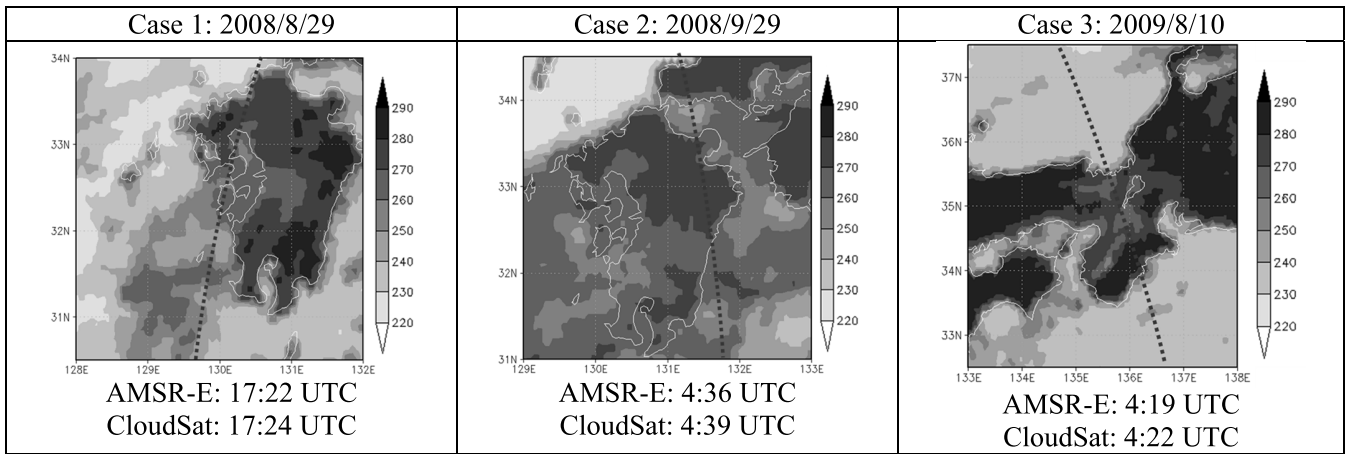 Case 1: 2008/8/29
Case 2: 2008/9/29
Case 3: 2009/8/10
34N
33N
32N
31N
128E
129E
130E
131E
132E
290
280
270
260
250
240
230
220
34N
33N
32N
31N
129E
130E
131E
132E
133E
290
280
270
260
250
240
230
220
37N
36N
35N
34N
33N
133E
134E
135E
136E
137E
138E
290
280
270
260
250
240
230
220
AMSR-E: 17:22 UTC
CloudSat: 17:24 UTC
AMSR-E: 4:36 UTC
CloudSat: 4:39 UTC
AMSR-E: 4:19 UTC
CloudSat: 4:22 UTC